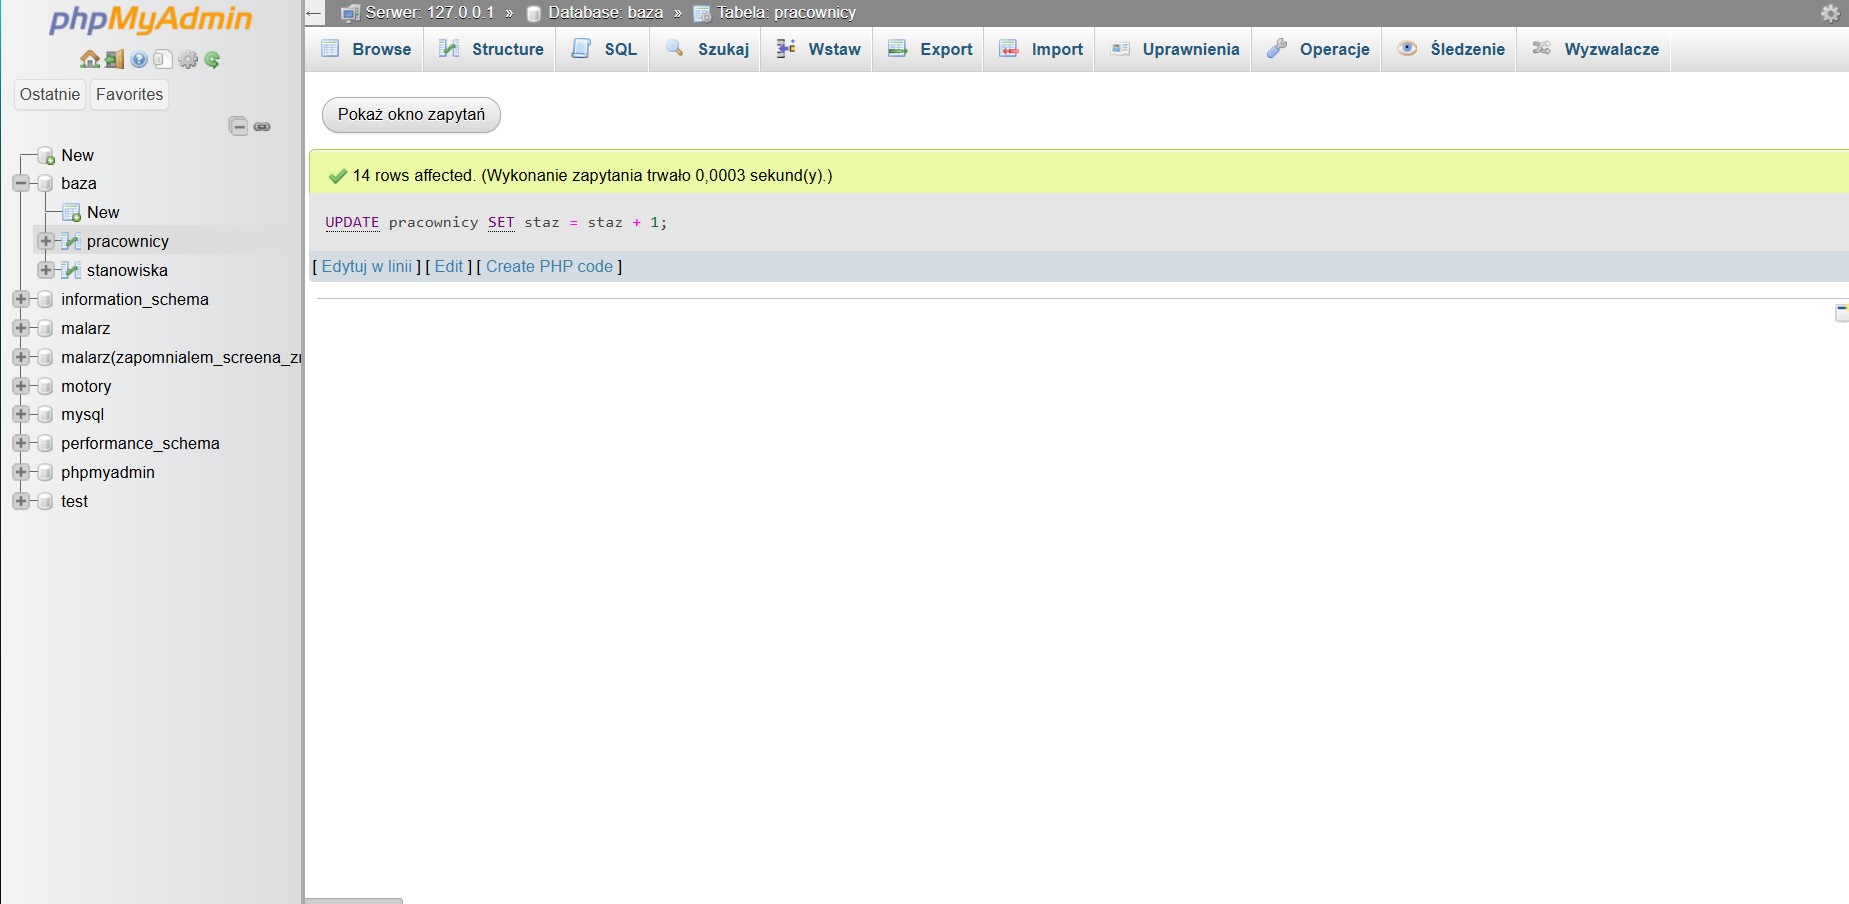 phpMyAdmin
Ostatnie Favorites
New
baza
New
pracownicy
stanowiska
information_schema
malarz
malarz(zapomnialem_screena_z
motory
mysql
performance_schema
phpmyadmin
test
← Serwer: 127.0.0.1 » Database: baza » Tabela: pracownicy
Browse Structure SQL Szukaj Wstaw Export Import Uprawnienia Operacje Śledzenie Wyzwalacze
Pokaż okno zapytań
14 rows affected. (Wykonanie zapytania trwało 0,0003 sekund(y).)
UPDATE pracownicy SET staz = staz + 1;
[ Edytuj w linii ] [ Edit ] [ Create PHP code ]